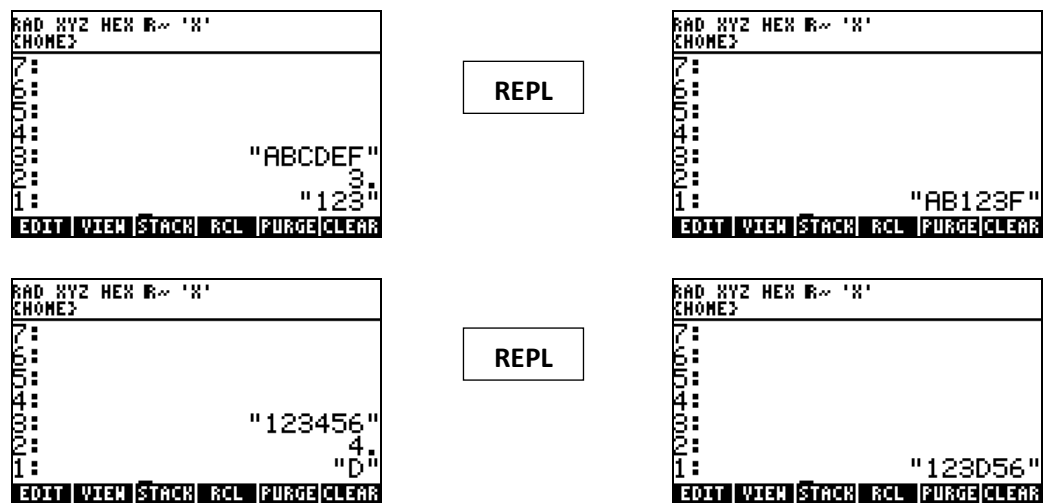 RAD XYZ HEX R~ 'X'
{HOME}
7:
6:
5:
4:
3: "ABCDEF"
2: 3.
1: "123"
EDIT VIEW STACK RCL PURGE CLEAR
REPL
RAD XYZ HEX R~ 'X'
{HOME}
7:
6:
5:
4:
3:
2:
1: "AB123F"
EDIT VIEW STACK RCL PURGE CLEAR
RAD XYZ HEX R~ 'X'
{HOME}
7:
6:
5:
4:
3: "123456"
2: 4.
1: "D"
EDIT VIEW STACK RCL PURGE CLEAR
REPL
RAD XYZ HEX R~ 'X'
{HOME}
7:
6:
5:
4:
3:
2:
1: "123D56"
EDIT VIEW STACK RCL PURGE CLEAR